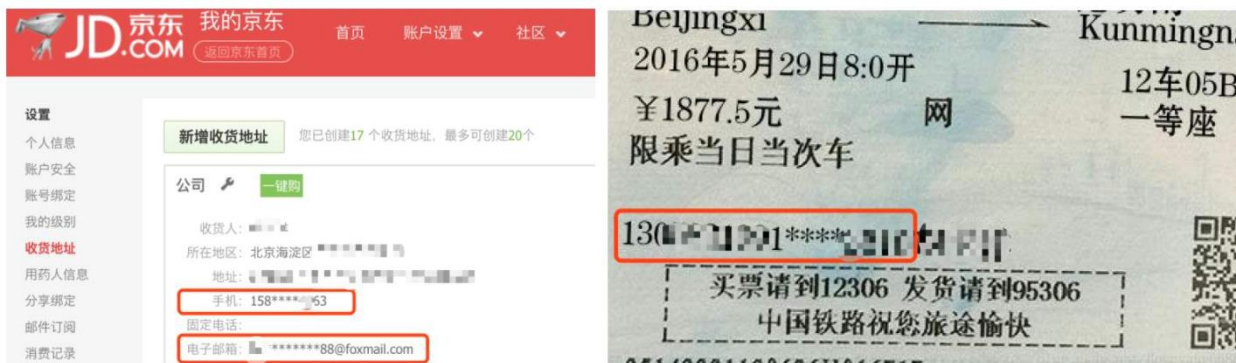 JD.COM 京东 我的京东
返回京东首页
首页 账户设置 社区
设置
个人信息
账户安全
账号绑定
我的级别
收货地址
用药人信息
分享绑定
邮件订阅
消费记录
新增收货地址 您已创建17 个收货地址，最多可创建20个
公司 一键购
收货人：
所在地区：北京海淀区
地址：
手机：158****63
固定电话：
电子邮箱：*******88@foxmail.com
Beijingxi Kunmingna
2016年5月29日8:0开 12车05B
¥1877.5元 网 一等座
限乘当日当次车
130 1****
买票请到12306 发货请到95306
中国铁路祝您旅途愉快